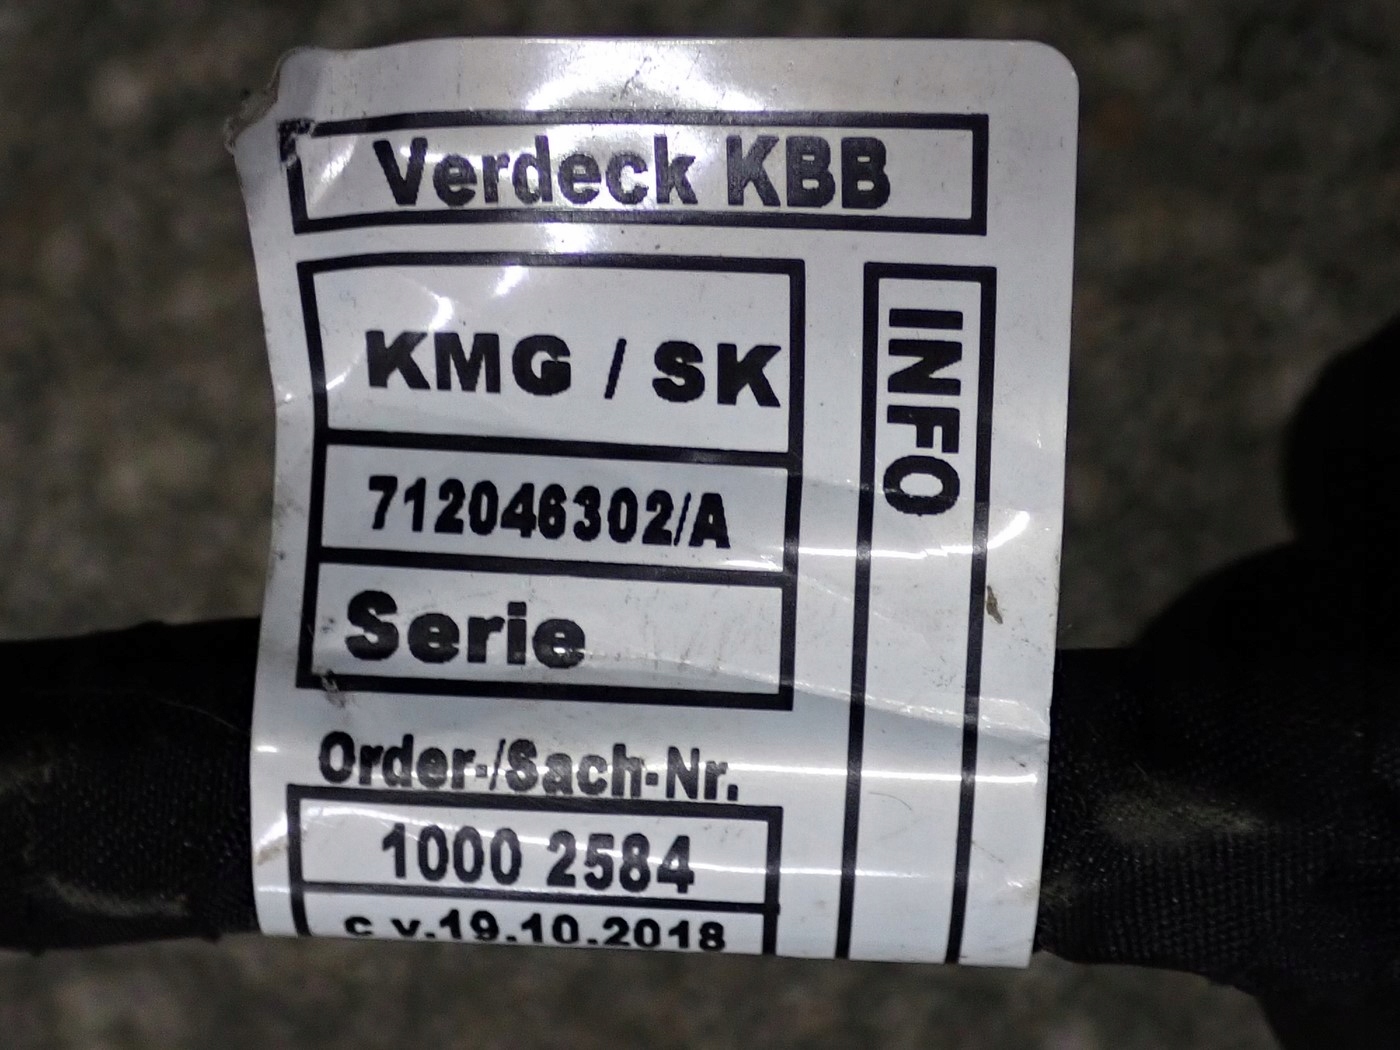 Verdeck KBB
KMG / SK
712046302/A
Serie
INFO
Order-/Sach-Nr.
1000 2584
c v.19.10.2018